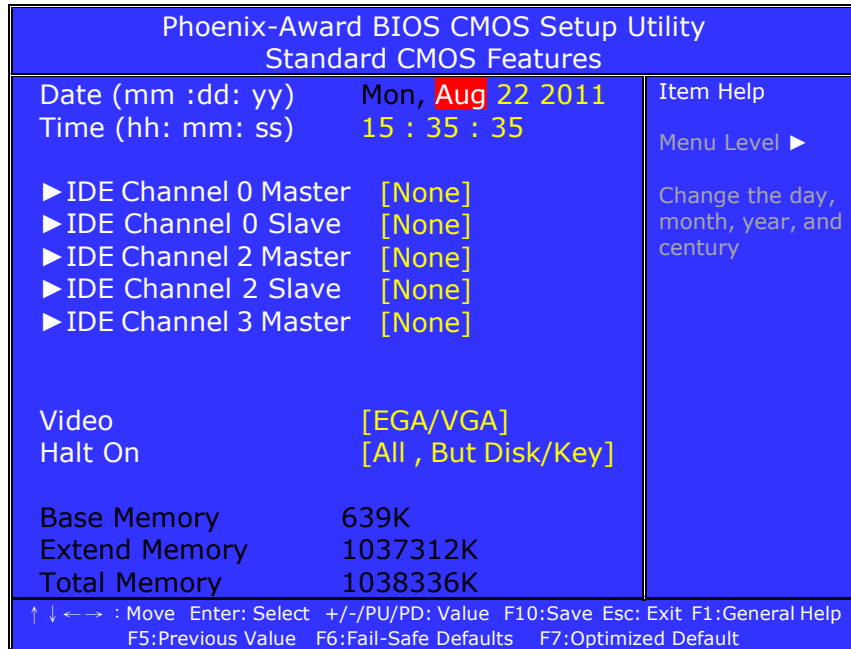 Phoenix-Award BIOS CMOS Setup Utility
Standard CMOS Features
Date (mm :dd: yy) Mon, Aug 22 2011
Time (hh: mm: ss) 15 : 35 : 35
►IDE Channel 0 Master [None]
►IDE Channel 0 Slave [None]
►IDE Channel 2 Master [None]
►IDE Channel 2 Slave [None]
►IDE Channel 3 Master [None]
Video [EGA/VGA]
Halt On [All , But Disk/Key]
Base Memory 639K
Extend Memory 1037312K
Total Memory 1038336K
Item Help
Menu Level ►
Change the day,
month, year, and
century
↑↓←→ : Move Enter: Select +/-/PU/PD: Value F10:Save Esc: Exit F1:General Help
F5:Previous Value F6:Fail-Safe Defaults F7:Optimized Default